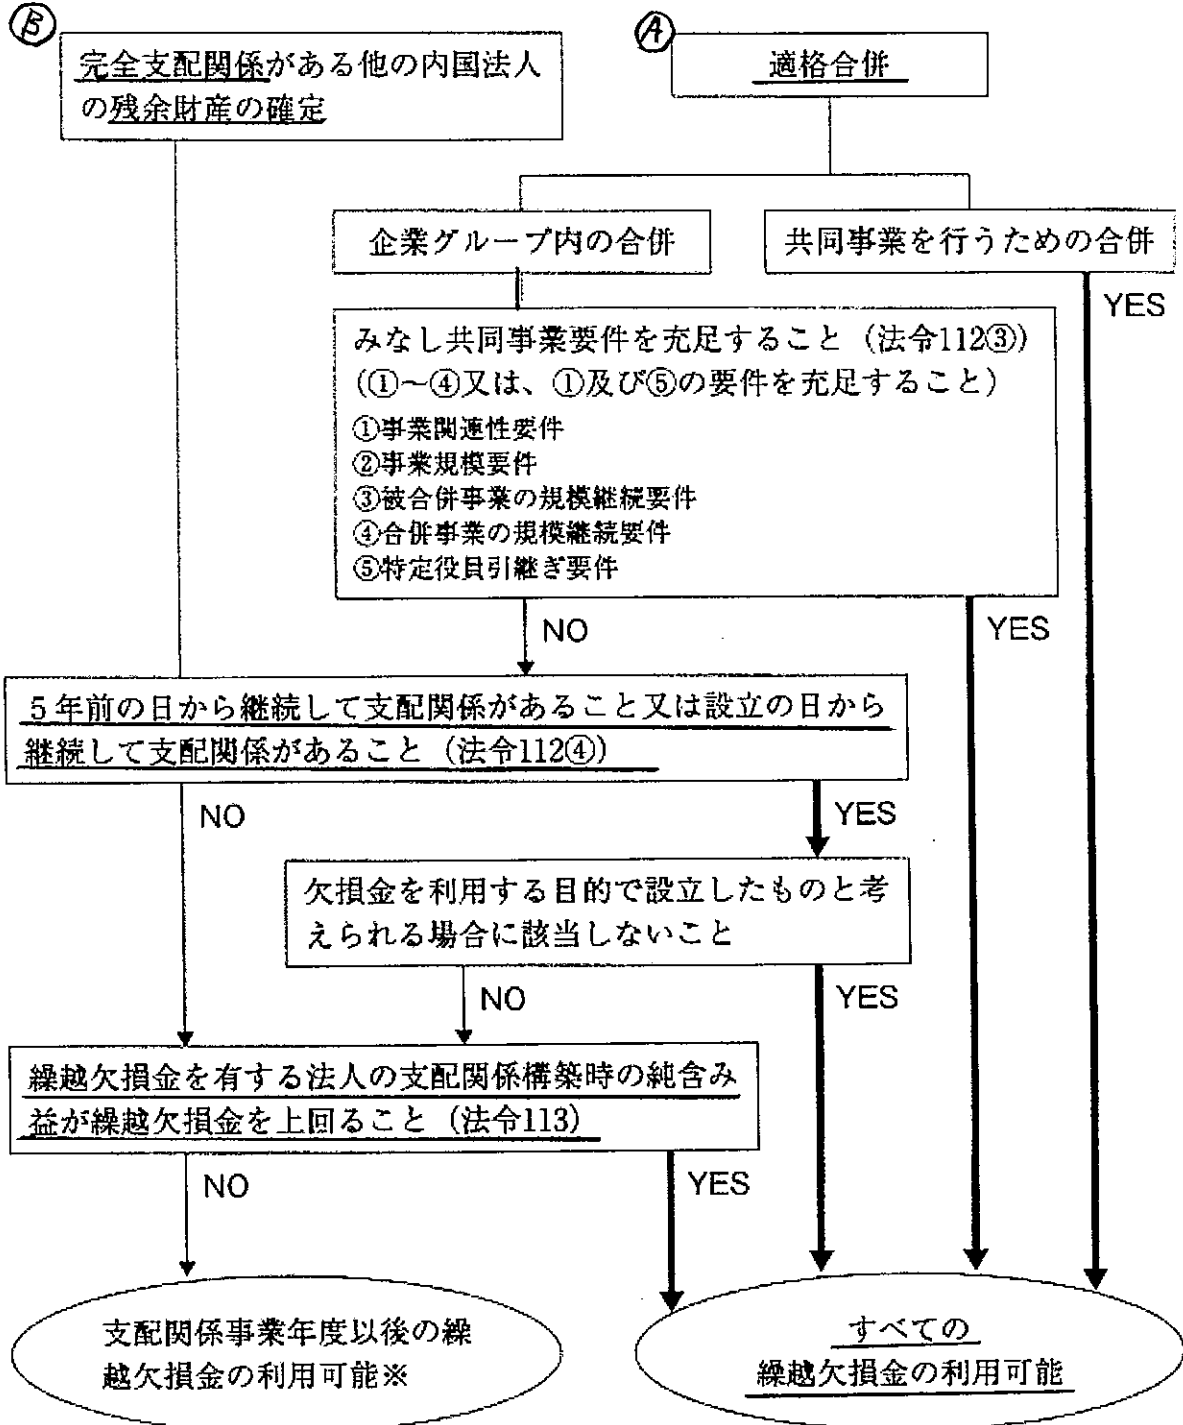 Ⓑ
完全支配関係がある他の内国法人
の残余財産の確定
Ⓐ
適格合併
企業グループ内の合併
共同事業を行うための合併
YES
みなし共同事業要件を充足すること（法令112③）
（①～④又は、①及び⑤の要件を充足すること）
①事業関連性要件
②事業規模要件
③被合併事業の規模継続要件
④合併事業の規模継続要件
⑤特定役員引継ぎ要件
NO
YES
５年前の日から継続して支配関係があること又は設立の日から
継続して支配関係があること（法令112④）
NO
YES
欠損金を利用する目的で設立したものと考
えられる場合に該当しないこと
NO
YES
繰越欠損金を有する法人の支配関係構築時の純含み
益が繰越欠損金を上回ること（法令113）
NO
YES
支配関係事業年度以後の繰
越欠損金の利用可能※
すべての
繰越欠損金の利用可能